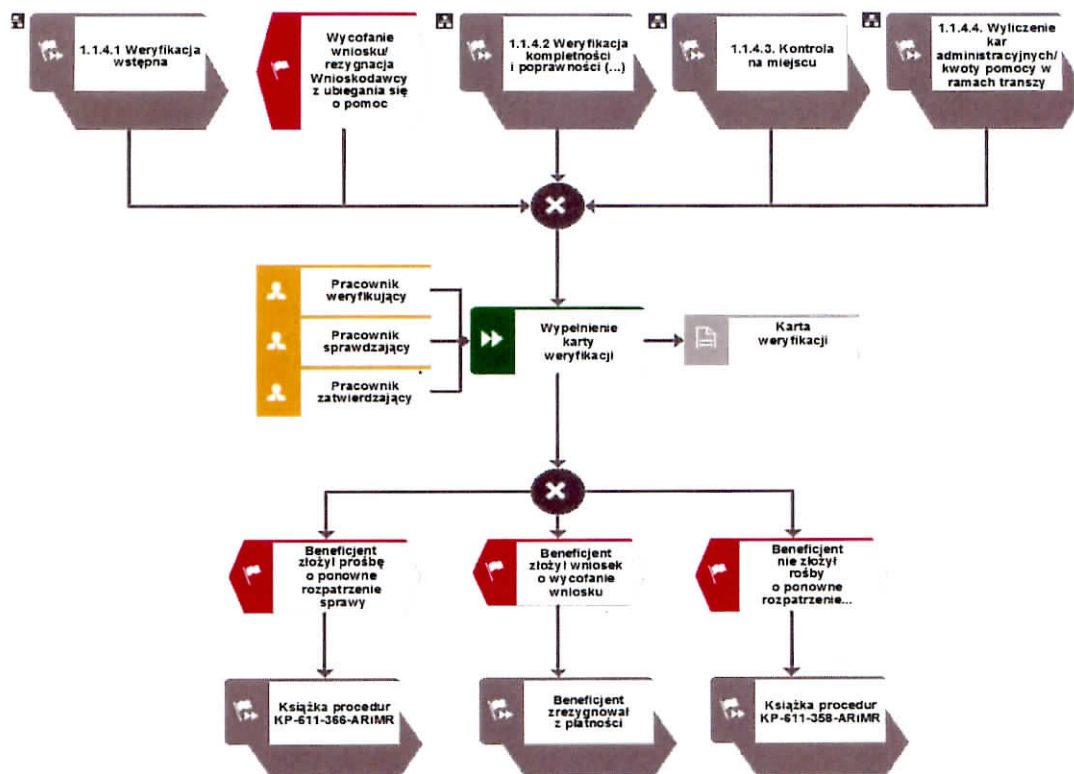 1.1.4.1 Weryfikacja
wstępna
Wycofanie
wniosku/
rezygnacja
Wnioskodawcy
z ubiegania się
o pomoc
1.1.4.2 Weryfikacja
kompletności
i poprawności (...)
1.1.4.3. Kontrola
na miejscu
1.1.4.4. Wyliczenie
kar
administracyjnych/
kwoty pomocy w
ramach transzy
Pracownik
weryfikujący
Pracownik
sprawdzający
Pracownik
zatwierdzający
Wypełnienie
karty
weryfikacji
Karta
weryfikacji
Beneficjent
złożył prośbę
o ponowne
rozpatrzenie
sprawy
Beneficjent
złożył wniosek
o wycofanie
wniosku
Beneficjent
nie złożył
rośby
o ponowne
rozpatrzenie...
Książka procedur
KP-611-366-ARiMR
Beneficjent
zrezygnował
z płatności
Książka procedur
KP-611-358-ARiMR